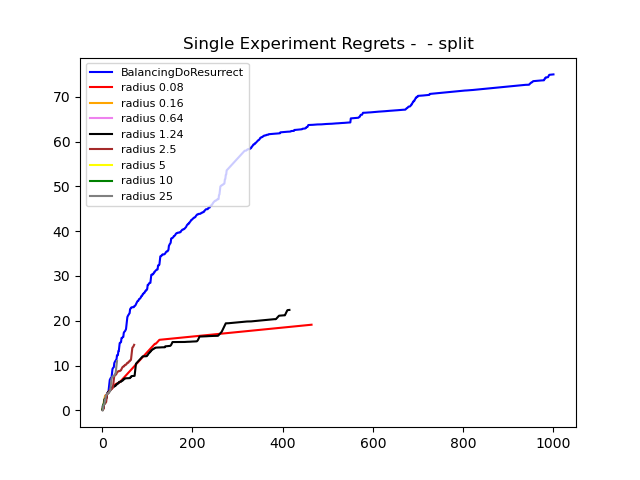 Single Experiment Regrets -  - split
BalancingDoResurrect
radius 0.08
radius 0.16
radius 0.64
radius 1.24
radius 2.5
radius 5
radius 10
radius 25
70
60
50
40
30
20
10
0
0 200 400 600 800 1000